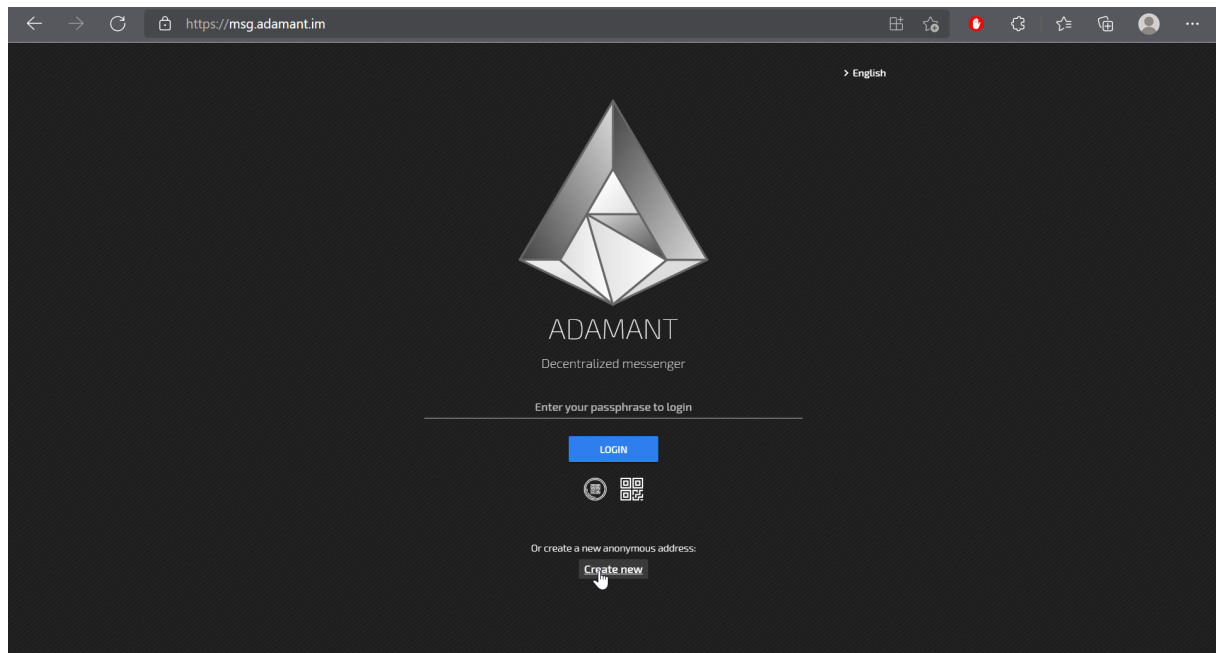 https://msg.adamant.im
> English
ADAMANT
Decentralized messenger
Enter your passphrase to login
LOGIN
Or create a new anonymous address:
Create new